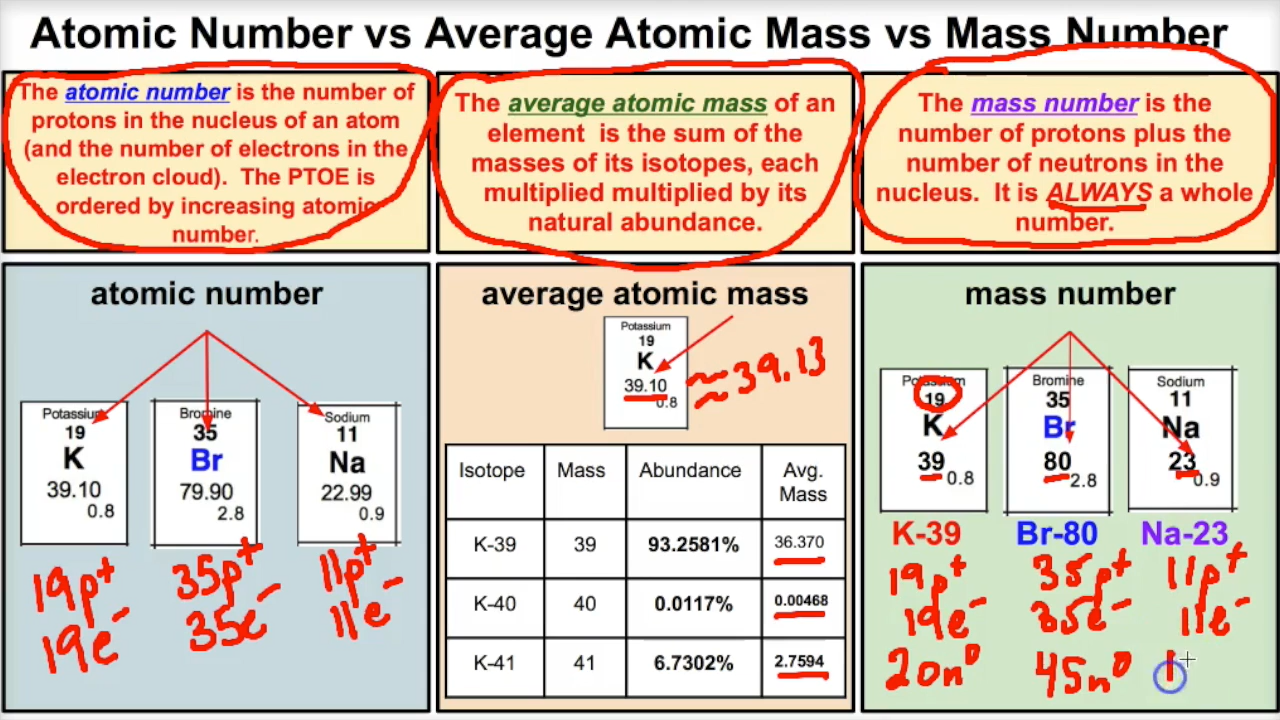 Atomic Number vs Average Atomic Mass vs Mass Number
The atomic number is the number of
protons in the nucleus of an atom
(and the number of electrons in the
electron cloud). The PTOE is
ordered by increasing atomic
number.
The average atomic mass of an
element is the sum of the
masses of its isotopes, each
multiplied multiplied by its
natural abundance.
The mass number is the
number of protons plus the
number of neutrons in the
nucleus. It is ALWAYS a whole
number.
atomic number
Potassium
19
K
39.10
0.8
Bromine
35
Br
79.90
2.8
Sodium
11
Na
22.99
0.9
19p+
19e-
35p+
35e-
11p+
11e-
average atomic mass
Potassium
19
K
39.10
0.8
≈39.13
Isotope Mass Abundance Avg.
Mass
K-39 39 93.2581% 36.370
K-40 40 0.0117% 0.00468
K-41 41 6.7302% 2.7594
mass number
Potassium
19
K
39
0.8
Bromine
35
Br
80
2.8
Sodium
11
Na
23
0.9
K-39 Br-80 Na-23
19p+ 35p+ 11p+
19e- 35e- 11e-
20n0 45n0 1